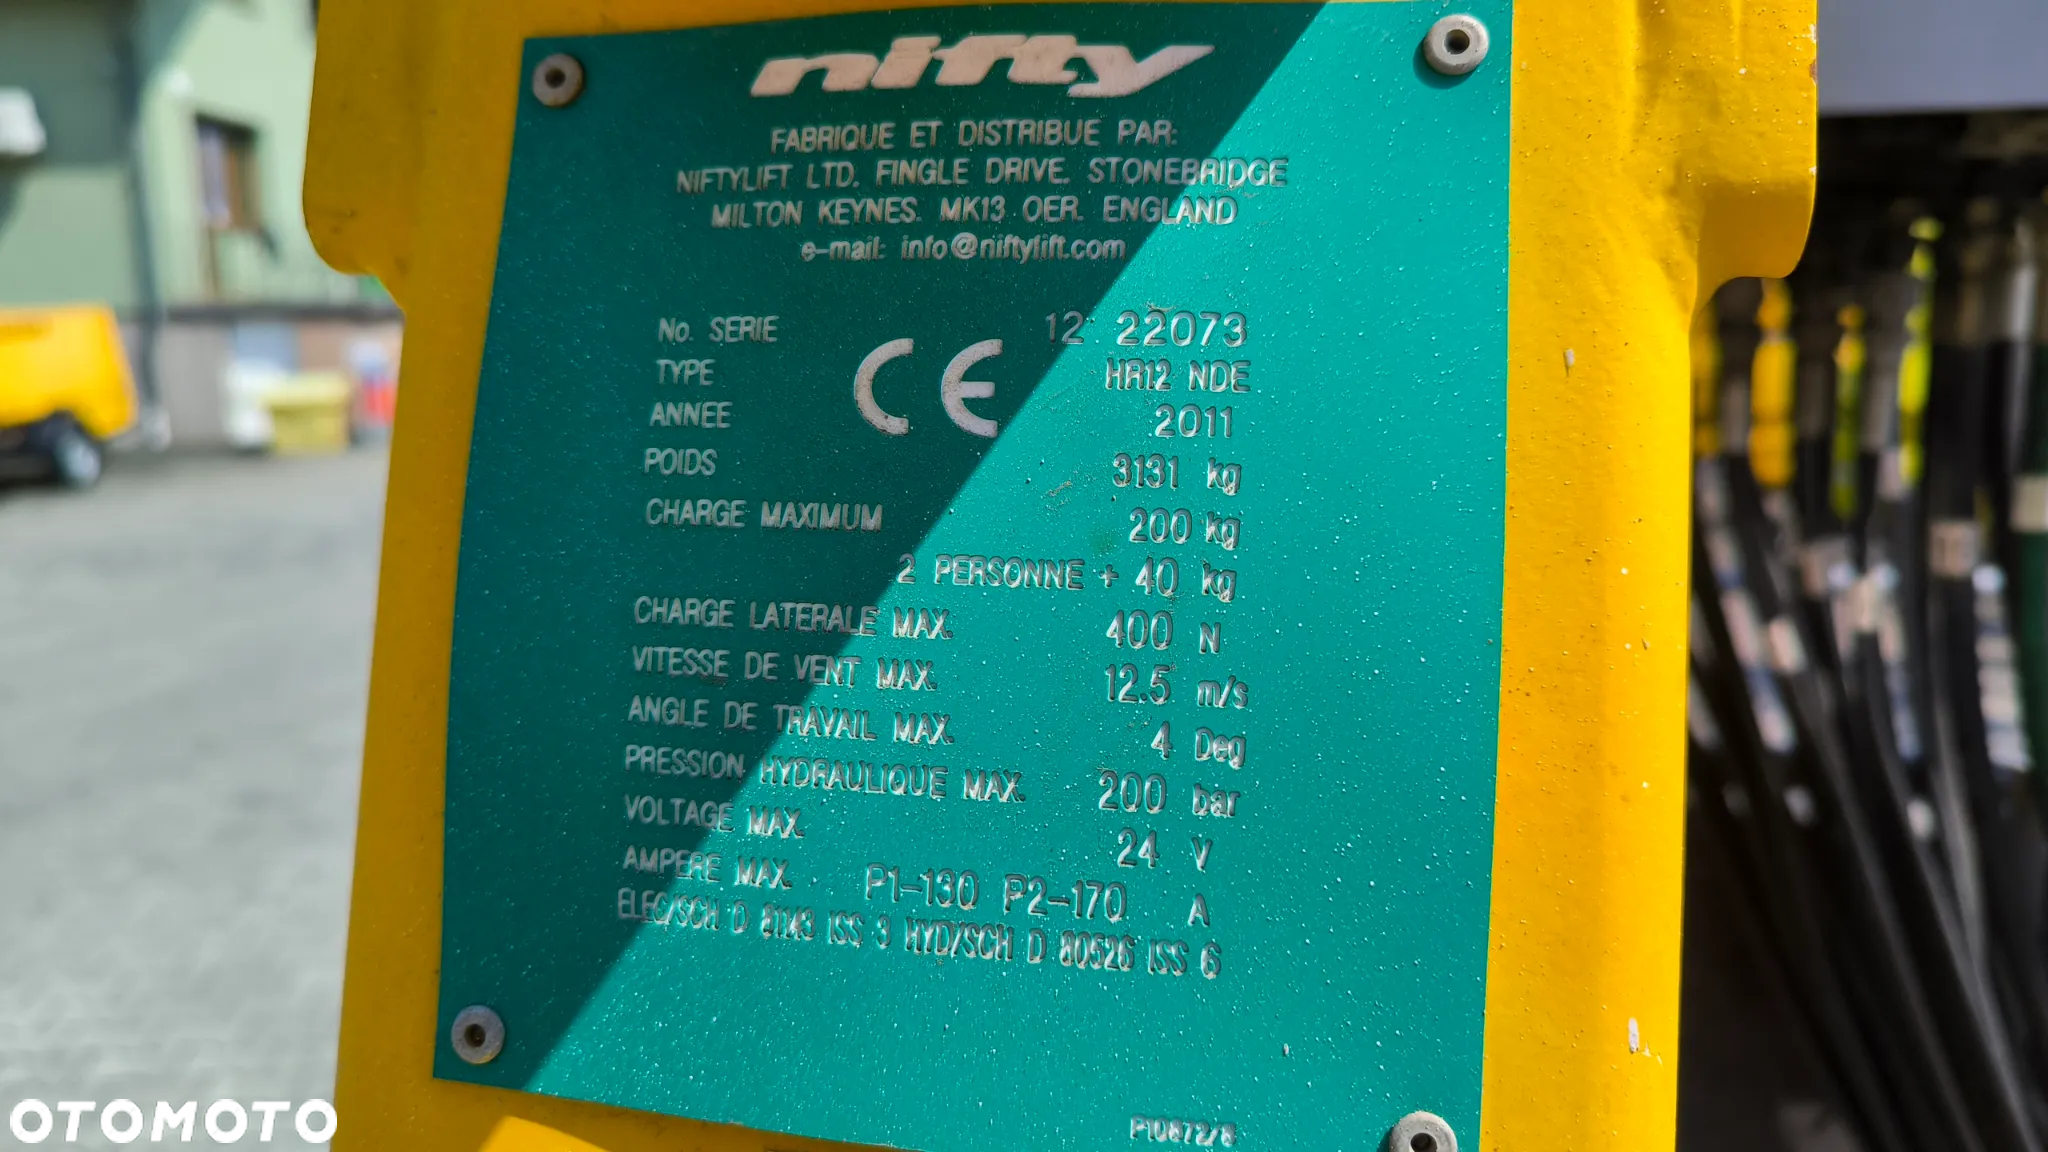 nifty
FABRIQUE ET DISTRIBUE PAR:
NIFTYLIFT LTD. FINGLE DRIVE. STONEBRIDGE
MILTON KEYNES. MK13 OER. ENGLAND
e-mail: info@niftylift.com
No. SERIE 12 22073
TYPE HR12 NDE
CE
ANNEE 2011
POIDS 3131 kg
CHARGE MAXIMUM 200 kg
2 PERSONNE + 40 kg
CHARGE LATERALE MAX. 400 N
VITESSE DE VENT MAX. 12.5 m/s
ANGLE DE TRAVAIL MAX. 4 Deg
PRESSION HYDRAULIQUE MAX. 200 bar
VOLTAGE MAX. 24 V
AMPERE MAX. P1-130 P2-170 A
ELEC/SCH D 81143 ISS 3 HYD/SCH D 80526 ISS 6
P10872/8
OTOMOTO